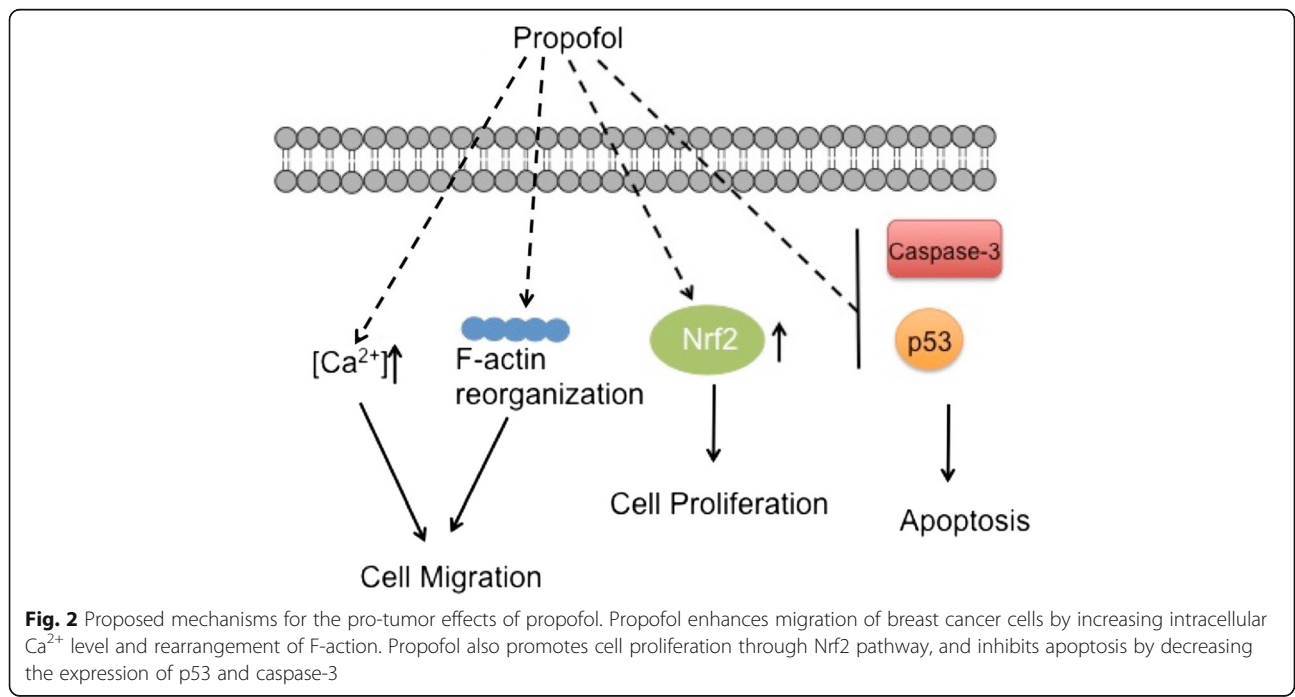 Propofol
Caspase-3
p53
Nrf2 ↑
[Ca²⁺]↑
F-actin
reorganization
Cell Proliferation
Apoptosis
Cell Migration
Fig. 2 Proposed mechanisms for the pro-tumor effects of propofol. Propofol enhances migration of breast cancer cells by increasing intracellular
Ca²⁺ level and rearrangement of F-action. Propofol also promotes cell proliferation through Nrf2 pathway, and inhibits apoptosis by decreasing
the expression of p53 and caspase-3